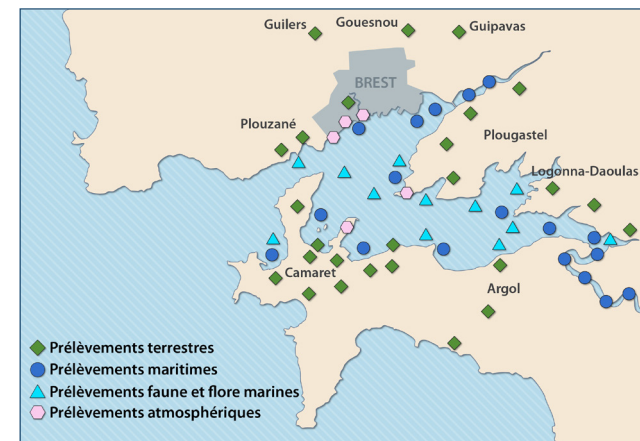 Guilers
Gouesnou
Guipavas
BREST
Plouzané
Plougastel
Logonna-Daoulas
Camaret
Argol
Prélèvements terrestres
Prélèvements maritimes
Prélèvements faune et flore marines
Prélèvements atmosphériques